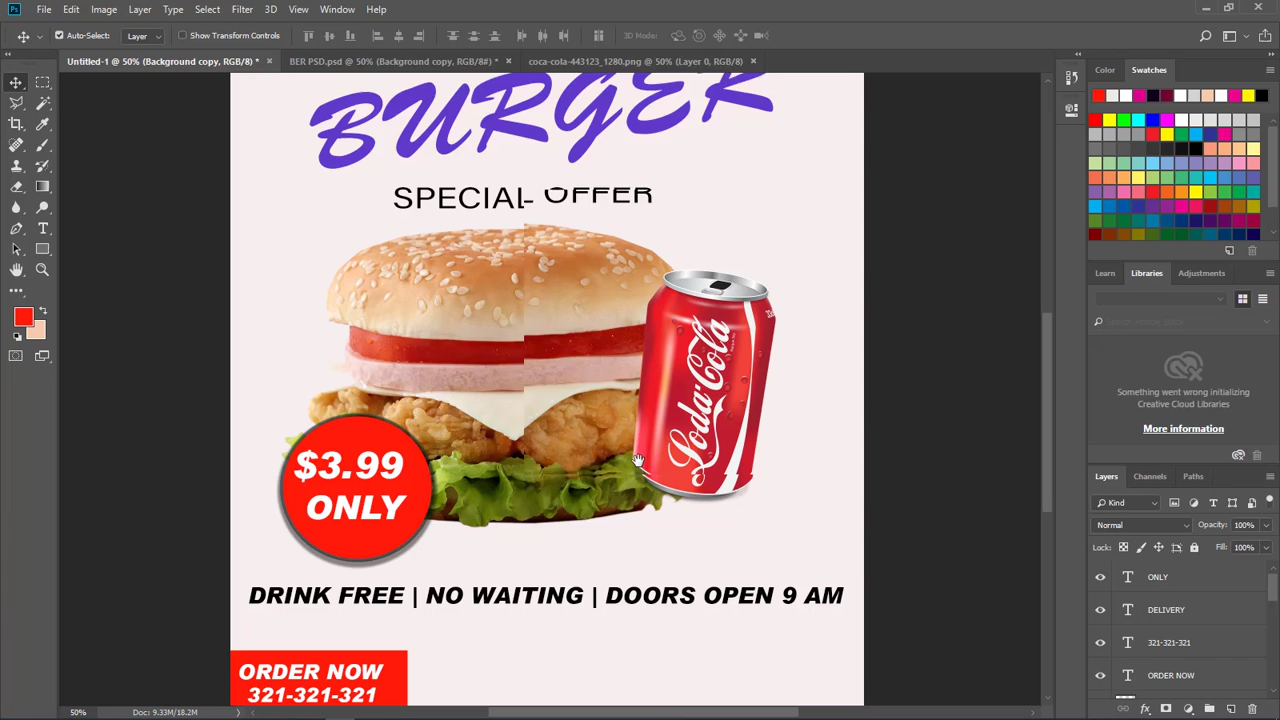 Ps File Edit Image Layer Type Select Filter 3D View Window Help
Auto-Select: Layer Show Transform Controls 3D Mode:
Untitled-1 @ 50% (Background copy, RGB/8) * BER PSD.psd @ 50% (Background copy, RGB/8#) * coca-cola-443123_1280.png @ 50% (Layer 0, RGB/8)
BURGER
SPECIAL- OFFER
Loda Cola
$3.99
ONLY
DRINK FREE | NO WAITING | DOORS OPEN 9 AM
ORDER NOW
321-321-321
50% Doc: 9.33M/18.2M
Color Swatches
Learn Libraries Adjustments
Something went wrong initializing
Creative Cloud Libraries
More information
Layers Channels Paths
Kind
Normal Opacity: 100%
Lock: Fill: 100%
T ONLY
T DELIVERY
T 321-321-321
T ORDER NOW
fx